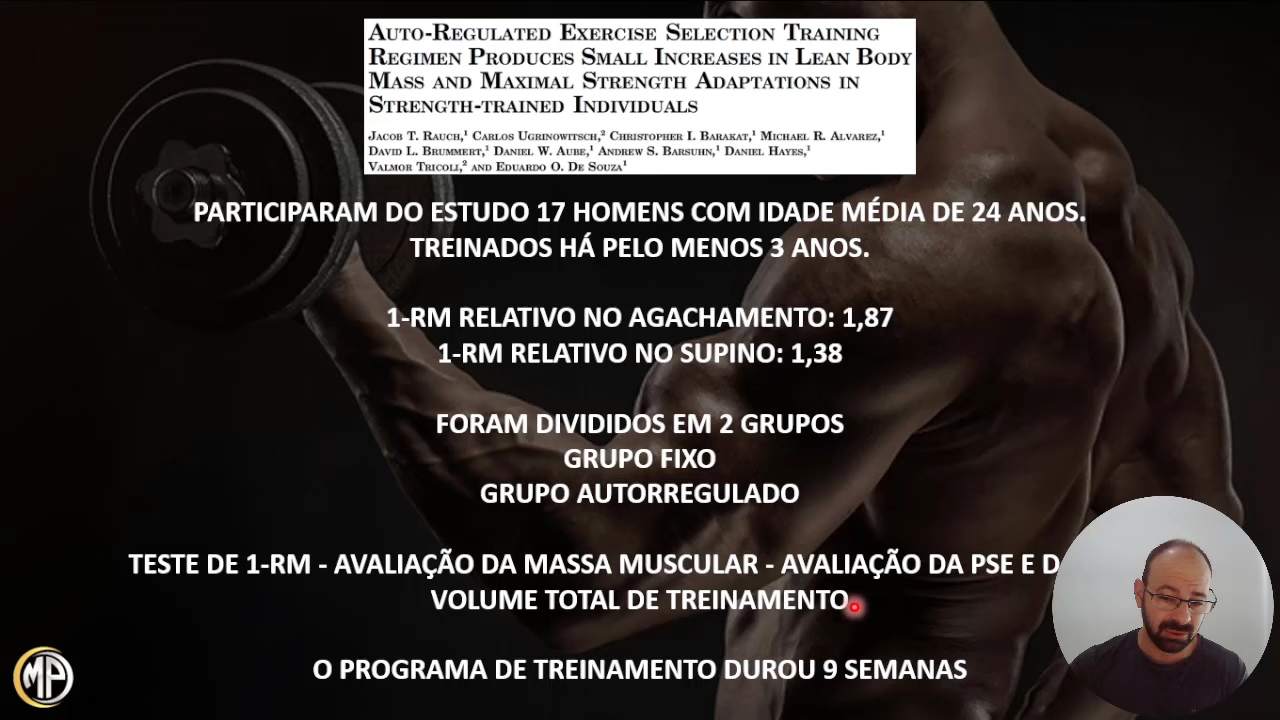 AUTO-REGULATED EXERCISE SELECTION TRAINING
REGIMEN PRODUCES SMALL INCREASES IN LEAN BODY
MASS AND MAXIMAL STRENGTH ADAPTATIONS IN
STRENGTH-TRAINED INDIVIDUALS
JACOB T. RAUCH,¹ CARLOS UGRINOWITSCH,² CHRISTOPHER I. BARAKAT,¹ MICHAEL R. ALVAREZ,¹
DAVID L. BRUMMERT,¹ DANIEL W. AUBE,¹ ANDREW S. BARSUHN,¹ DANIEL HAYES,¹
VALMOR TRICOLI,² AND EDUARDO O. DE SOUZA¹
PARTICIPARAM DO ESTUDO 17 HOMENS COM IDADE MÉDIA DE 24 ANOS.
TREINADOS HÁ PELO MENOS 3 ANOS.
1-RM RELATIVO NO AGACHAMENTO: 1,87
1-RM RELATIVO NO SUPINO: 1,38
FORAM DIVIDIDOS EM 2 GRUPOS
GRUPO FIXO
GRUPO AUTORREGULADO
TESTE DE 1-RM - AVALIAÇÃO DA MASSA MUSCULAR - AVALIAÇÃO DA PSE E D
VOLUME TOTAL DE TREINAMENTO.
MP
O PROGRAMA DE TREINAMENTO DUROU 9 SEMANAS